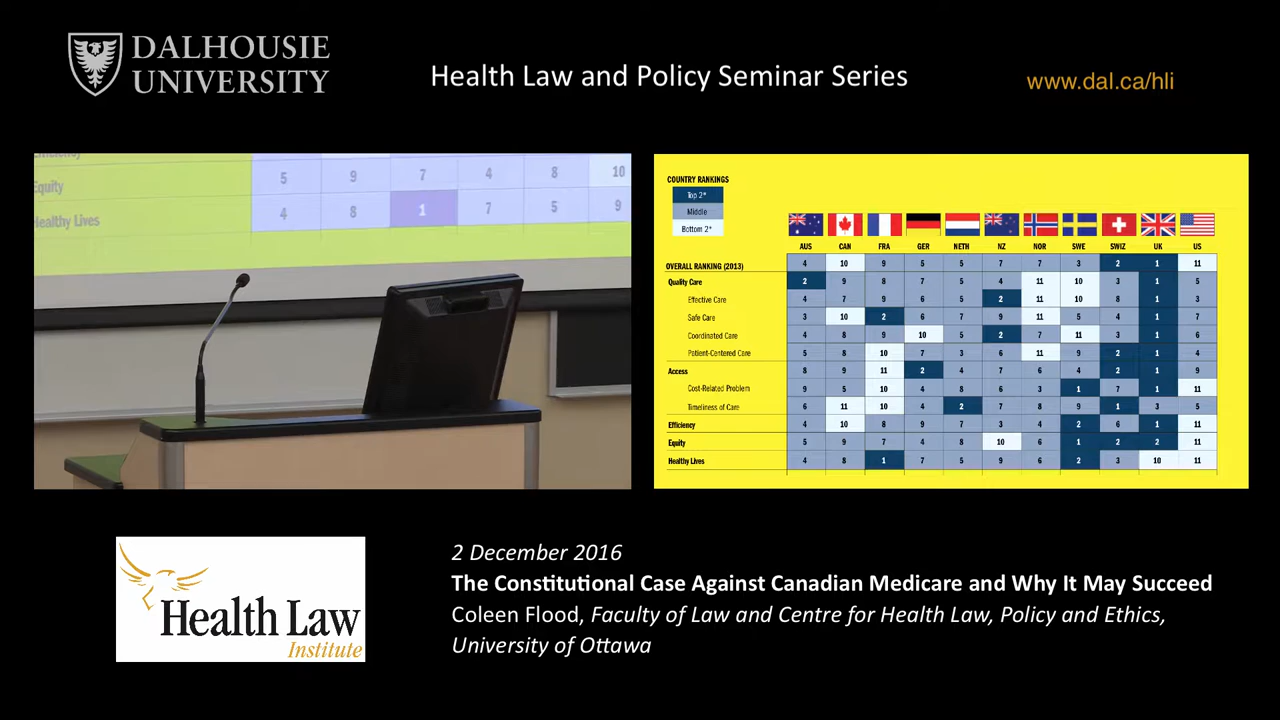 DALHOUSIE
UNIVERSITY
Health Law and Policy Seminar Series
www.dal.ca/hli
Equity 5 9 7 4 8 10
Healthy Lives 4 8 1 7 5 9
COUNTRY RANKINGS
Top 2*
Middle
Bottom 2*
AUS CAN FRA GER NETH NZ NOR SWE SWIZ UK US
OVERALL RANKING (2013) 4 10 9 5 5 7 7 3 2 1 11
Quality Care 2 9 8 7 5 4 11 10 3 1 5
Effective Care 4 7 9 6 5 2 11 10 8 1 3
Safe Care 3 10 2 6 7 9 11 5 4 1 7
Coordinated Care 4 8 9 10 5 2 7 11 3 1 6
Patient-Centered Care 5 8 10 7 3 6 11 9 2 1 4
Access 8 9 11 2 4 7 6 4 2 1 9
Cost-Related Problem 9 5 10 4 8 6 3 1 7 1 11
Timeliness of Care 6 11 10 4 2 7 8 9 1 3 5
Efficiency 4 10 8 9 7 3 4 2 6 1 11
Equity 5 9 7 4 8 10 6 1 2 2 11
Healthy Lives 4 8 1 7 5 9 6 2 3 10 11
Health Law
Institute
2 December 2016
The Constitutional Case Against Canadian Medicare and Why It May Succeed
Coleen Flood, Faculty of Law and Centre for Health Law, Policy and Ethics,
University of Ottawa